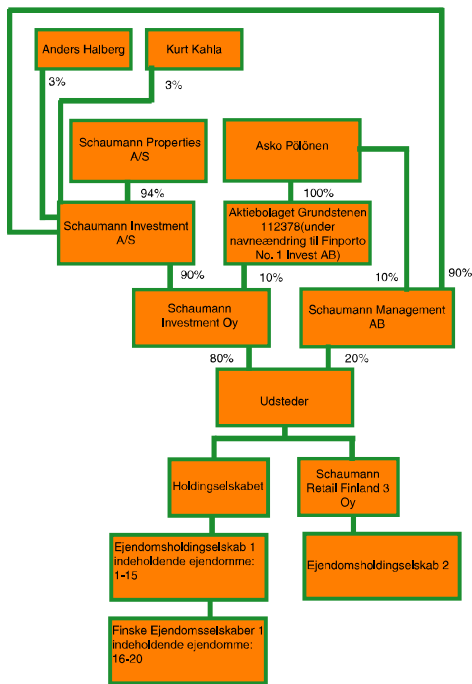 Anders Halberg
Kurt Kahla
3%
3%
Schaumann Properties
A/S
Asko Pölönen
94%
100%
Schaumann Investment
A/S
Aktiebolaget Grundstenen
112378(under
navneændring til Finporto
No. 1 Invest AB)
90%
10%
10%
90%
Schaumann
Investment Oy
Schaumann Management
AB
80%
20%
Udsteder
Holdingselskabet
Schaumann
Retail Finland 3
Oy
Ejendomsholdingselskab 1
indeholdende ejendomme:
1-15
Ejendomsholdingselskab 2
Finske Ejendomsselskaber 1
indeholdende ejendomme:
16-20